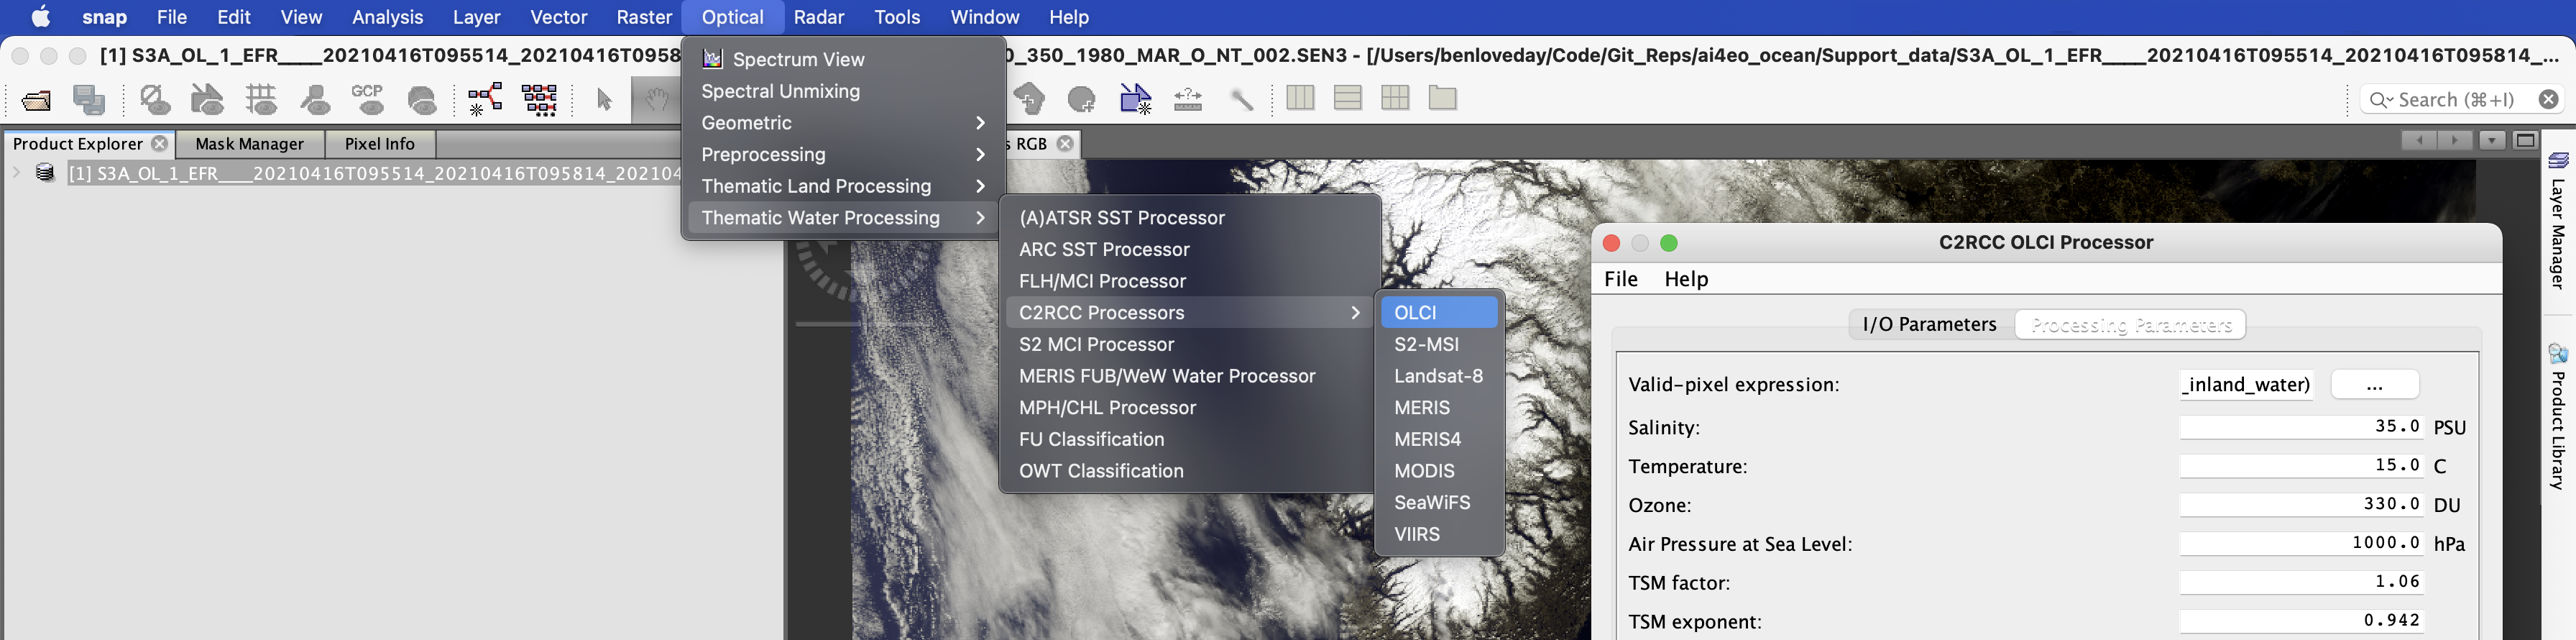 snap File Edit View Analysis Layer Vector Raster Optical Radar Tools Window Help
[1] S3A_OL_1_EFR____20210416T095514_20210416T0958
0_350_1980_MAR_O_NT_002.SEN3 - [/Users/benloveday/Code/Git_Reps/ai4eo_ocean/Support_data/S3A_OL_1_EFR____20210416T095514_20210416T095814_...
GCP
Search (⌘+I)
Product Explorer Mask Manager Pixel Info
s RGB
[1] S3A_OL_1_EFR____20210416T095514_20210416T095814_202104
Spectrum View
Spectral Unmixing
Geometric
Preprocessing
Thematic Land Processing
Thematic Water Processing
(A)ATSR SST Processor
ARC SST Processor
FLH/MCI Processor
C2RCC Processors
S2 MCI Processor
MERIS FUB/WeW Water Processor
MPH/CHL Processor
FU Classification
OWT Classification
OLCI
S2-MSI
Landsat-8
MERIS
MERIS4
MODIS
SeaWiFS
VIIRS
C2RCC OLCI Processor
File Help
I/O Parameters Processing Parameters
Valid-pixel expression: _inland_water) ...
Salinity: 35.0 PSU
Temperature: 15.0 C
Ozone: 330.0 DU
Air Pressure at Sea Level: 1000.0 hPa
TSM factor: 1.06
TSM exponent: 0.942
Layer Manager
Product Library